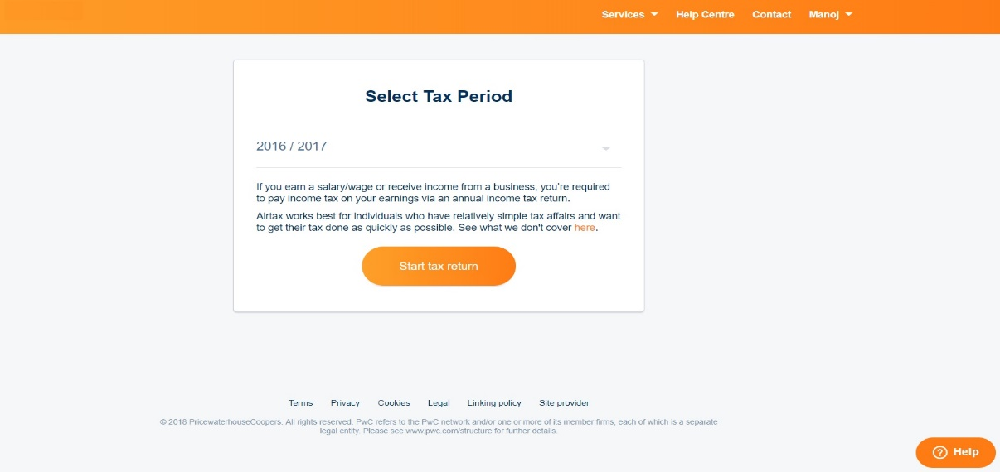 Services Help Centre Contact Manoj
Select Tax Period
2016 / 2017
If you earn a salary/wage or receive income from a business, you're required
to pay income tax on your earnings via an annual income tax return.
Airtax works best for individuals who have relatively simple tax affairs and want
to get their tax done as quickly as possible. See what we don't cover here.
Start tax return
Terms Privacy Cookies Legal Linking policy Site provider
© 2018 PricewaterhouseCoopers. All rights reserved. PwC refers to the PwC network and/or one or more of its member firms, each of which is a separate
legal entity. Please see www.pwc.com/structure for further details.
? Help